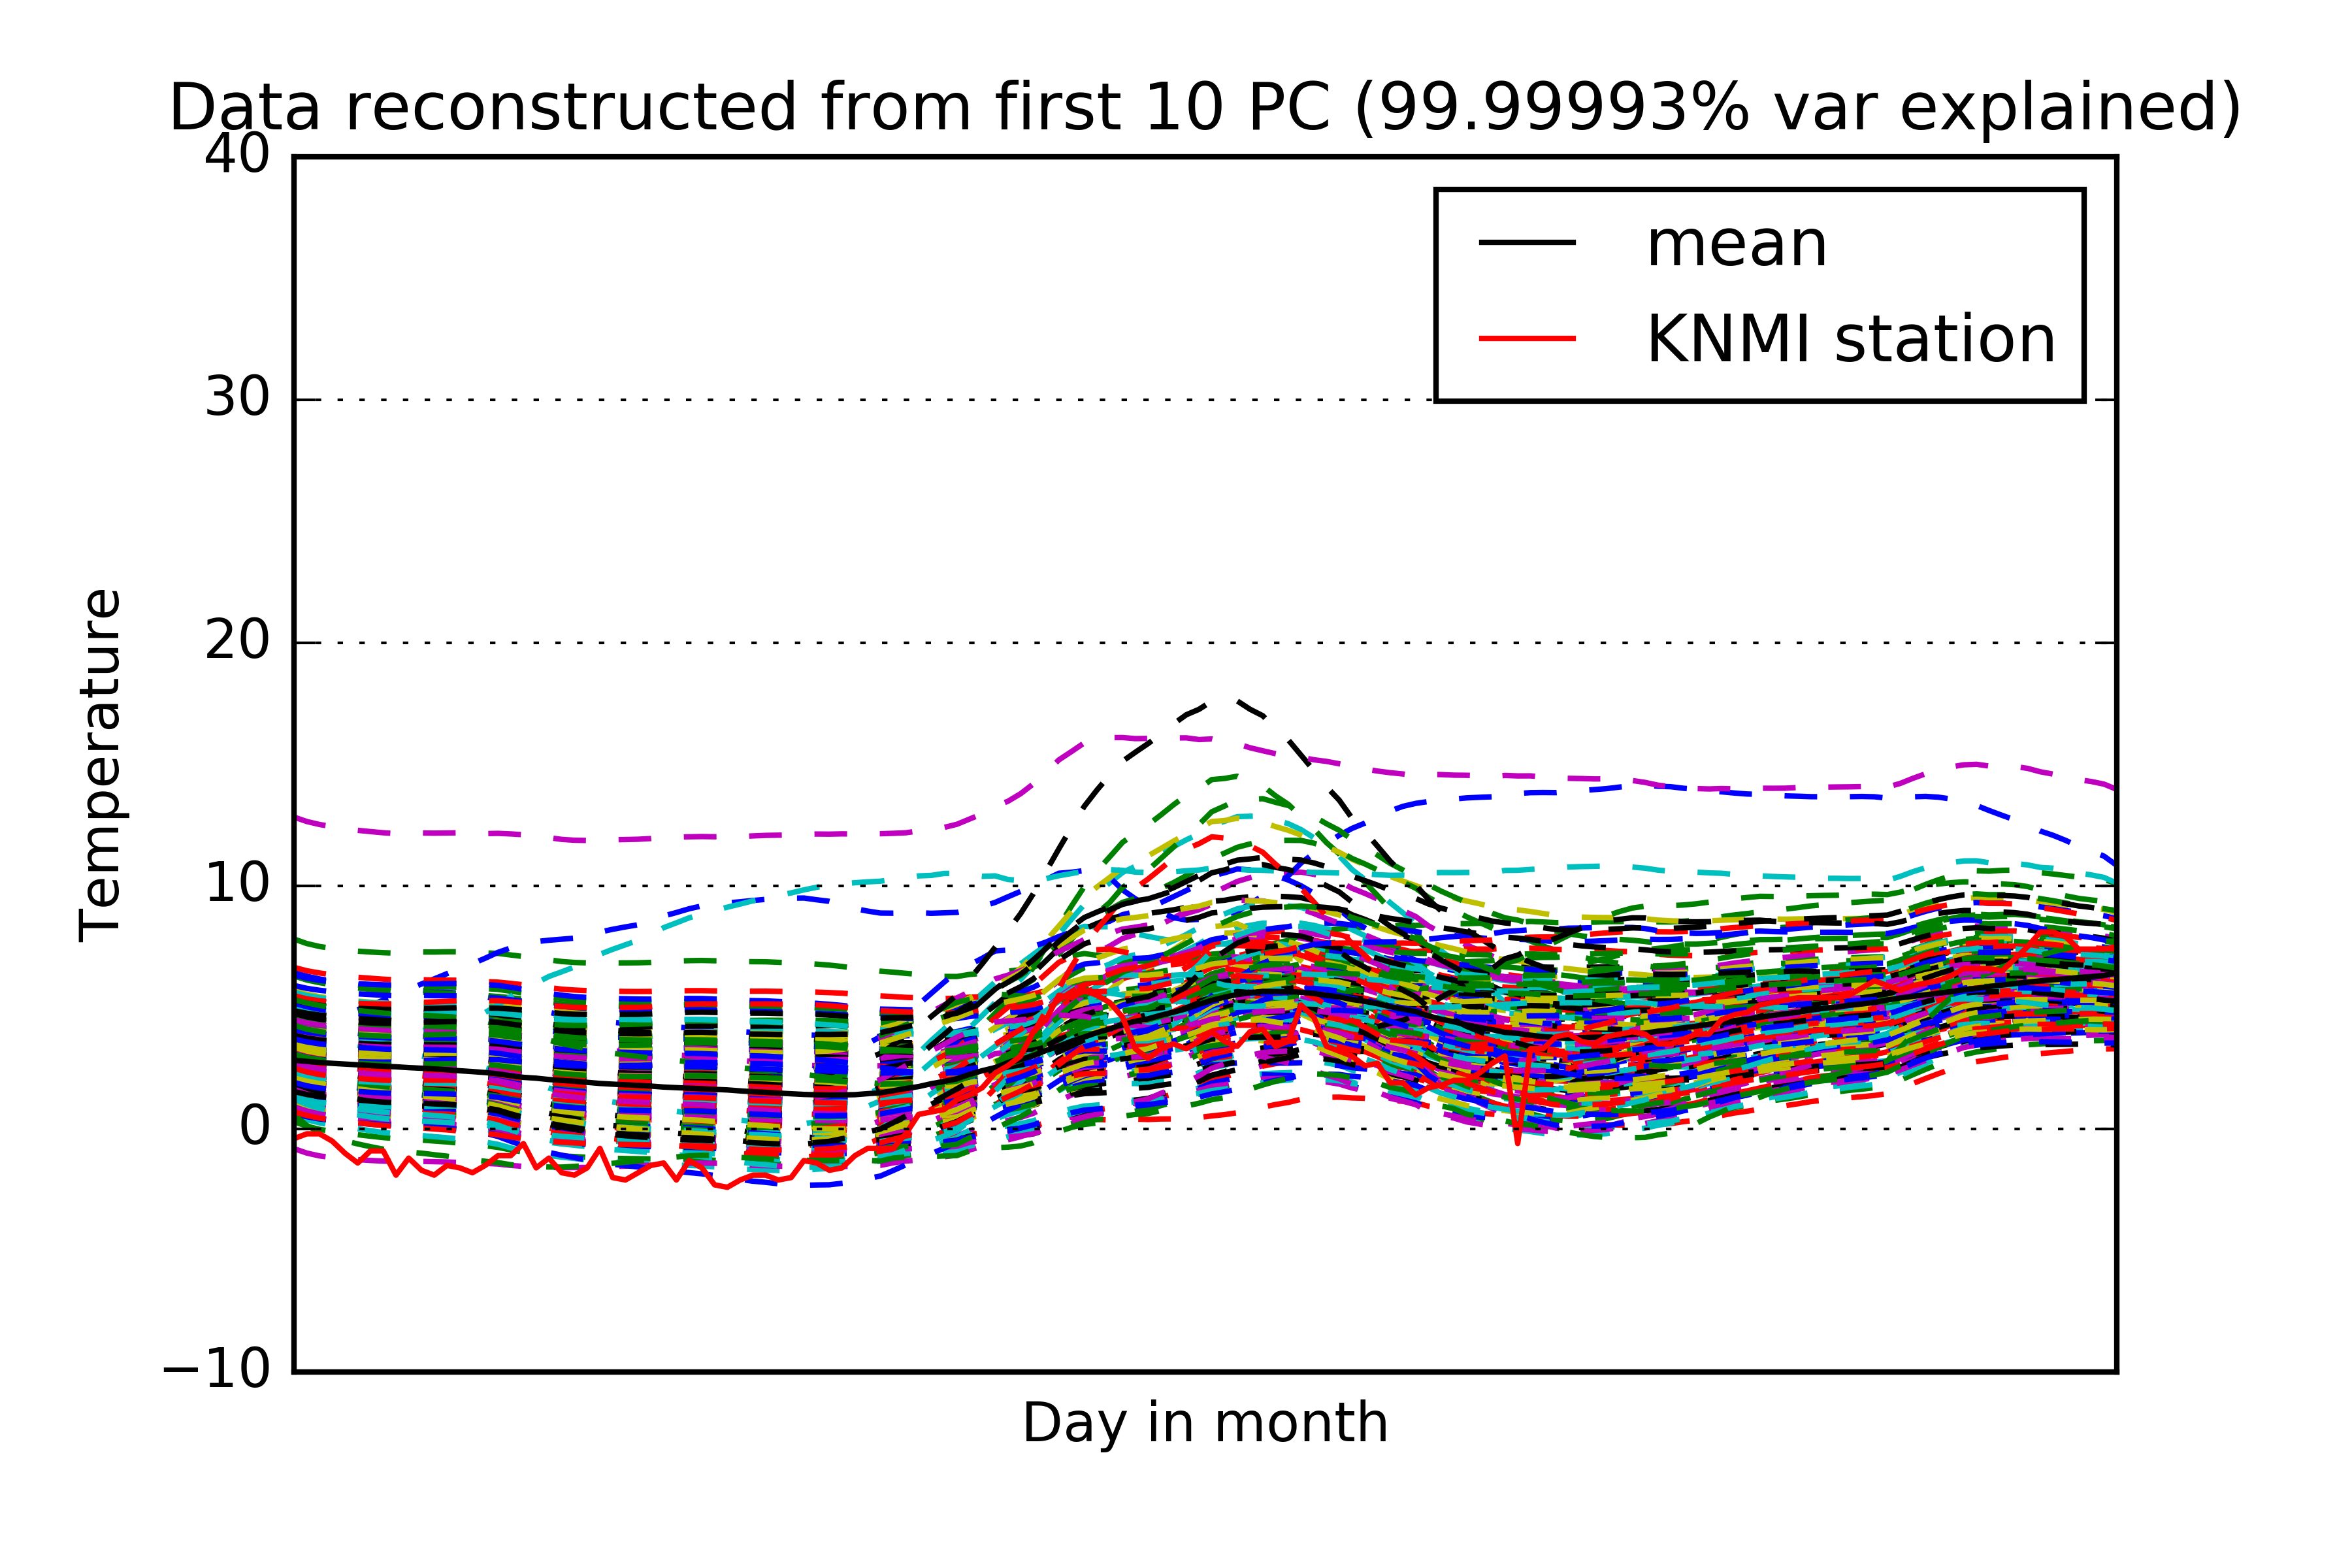 Data reconstructed from first 10 PC (99.99993% var explained)
40
30
20
10
0
−10
mean
KNMI station
Temperature
Day in month